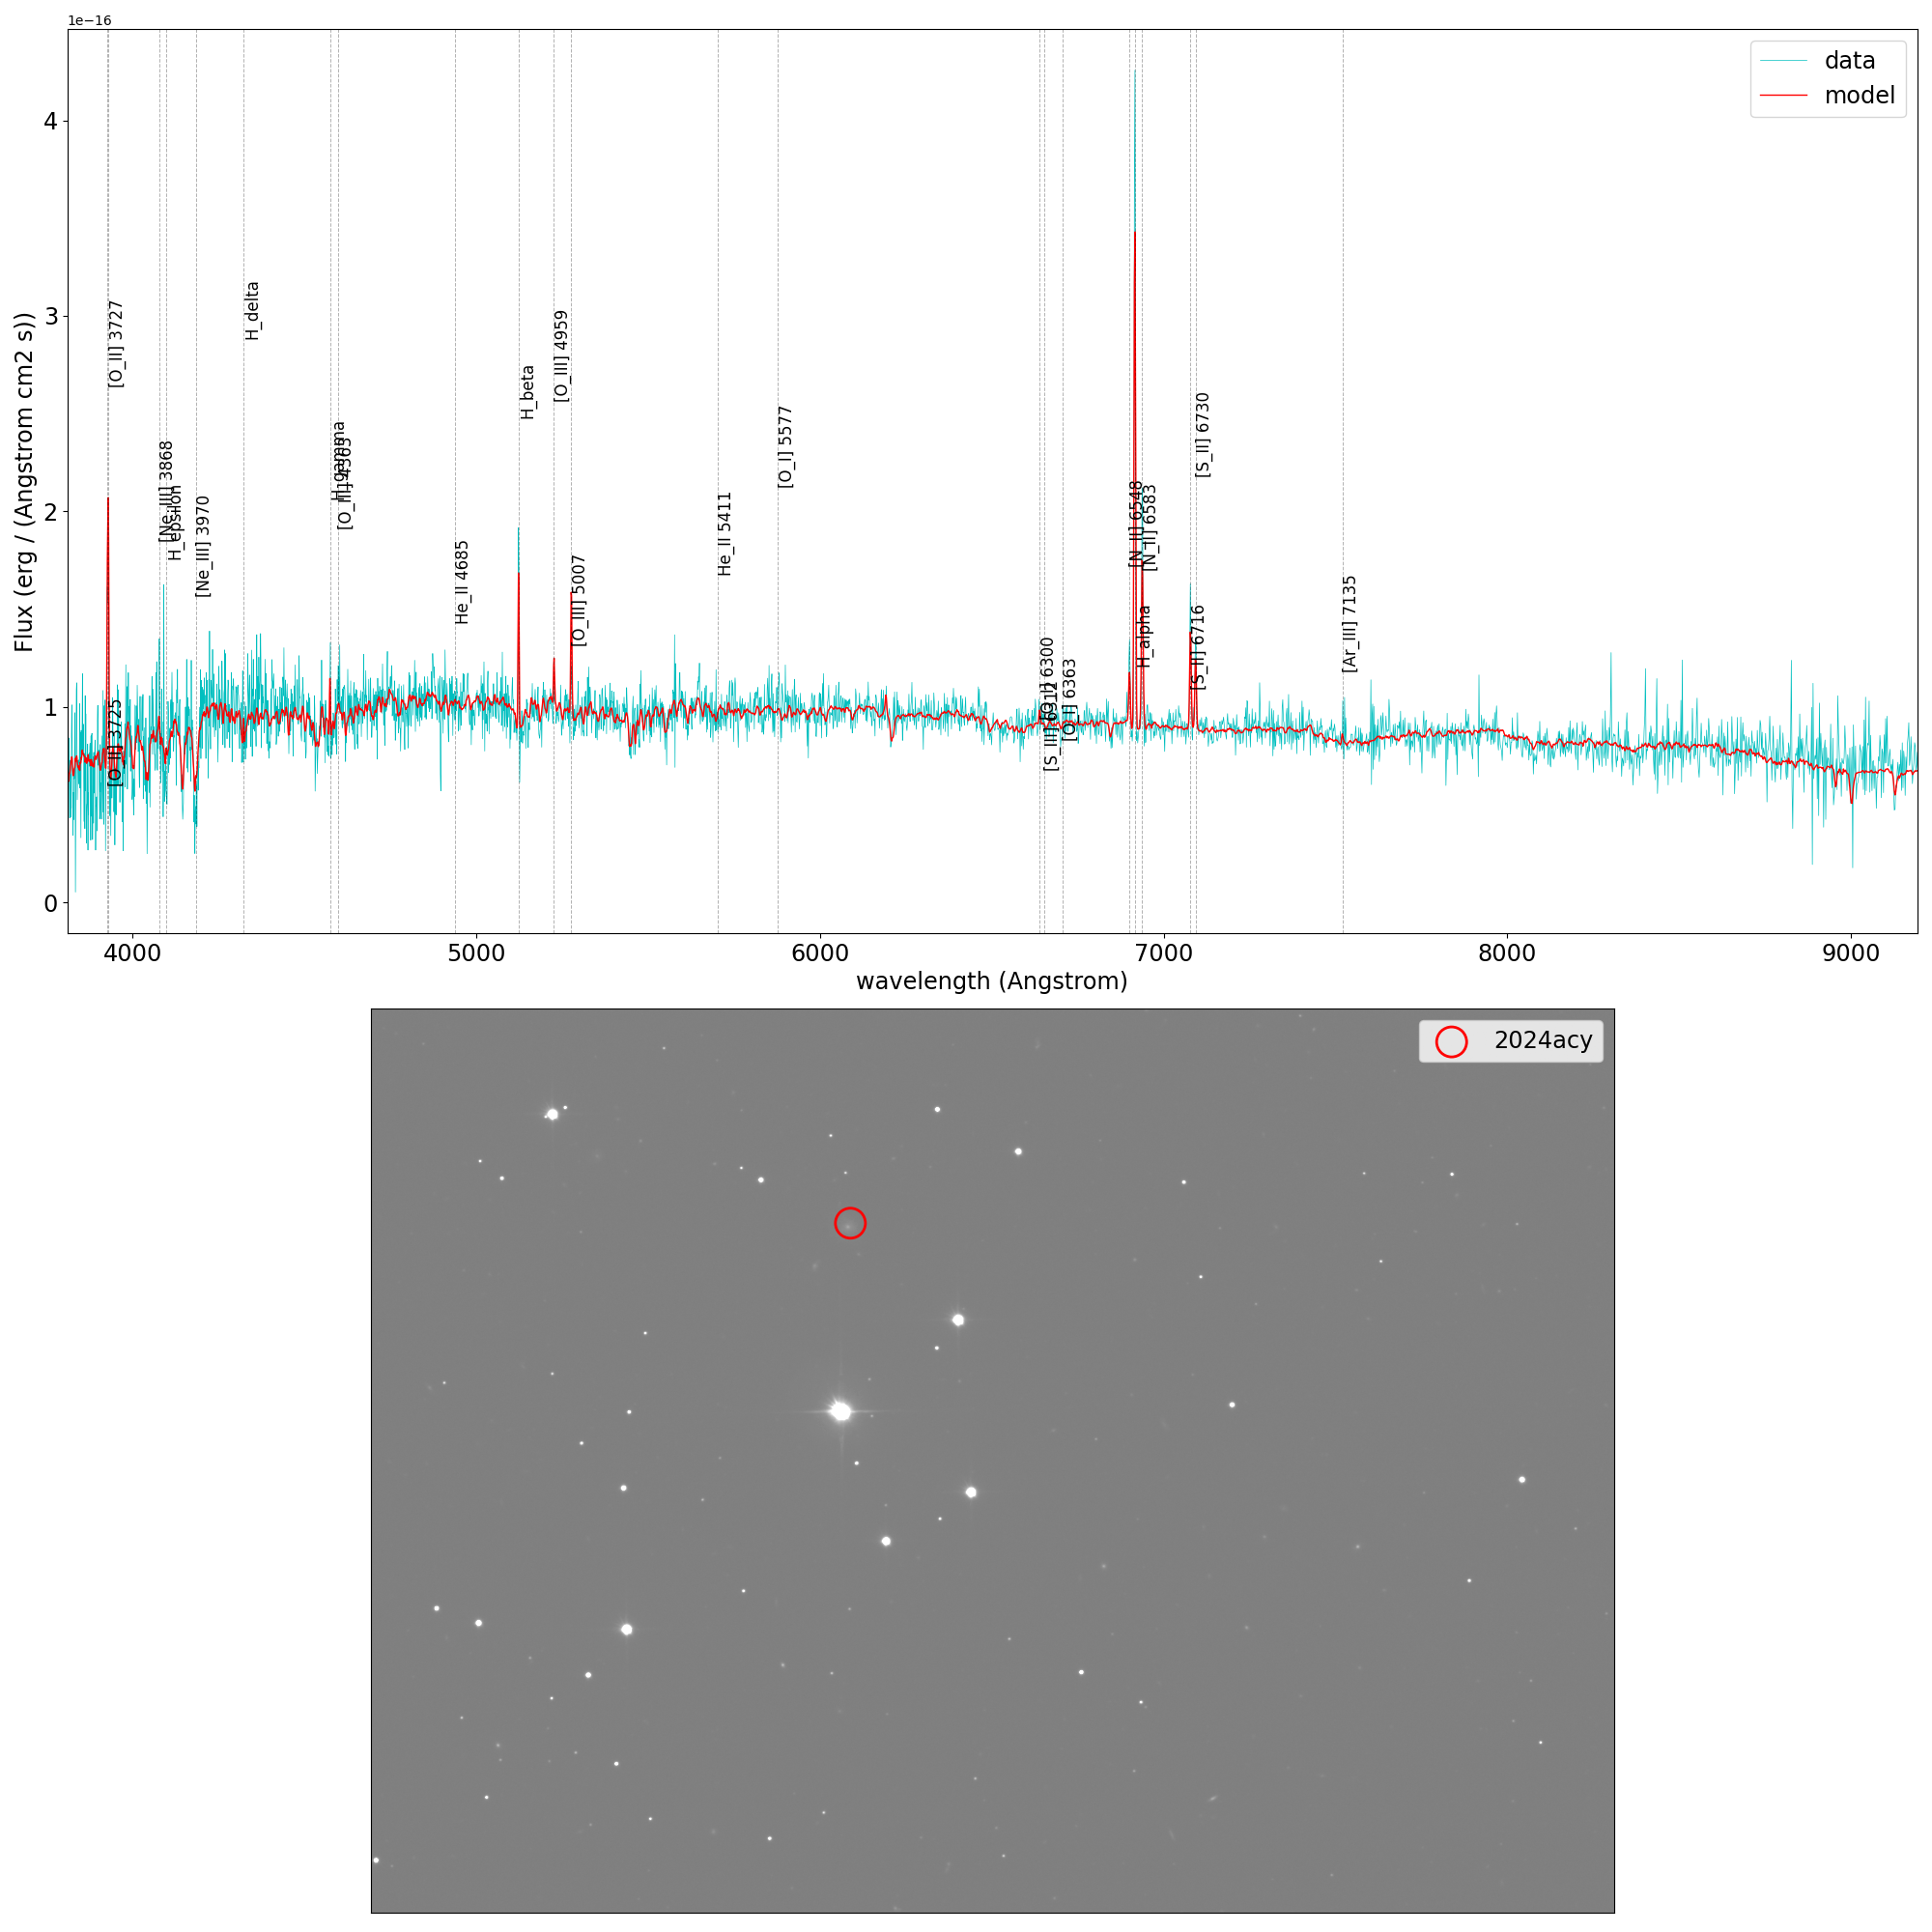 1e−16
data
model
4
3
2
1
0
Flux (erg / (Angstrom cm2 s))
[O_II] 3727
[O_II] 3725
[Ne_III] 3868
H_epsilon
[Ne_III] 3970
H_delta
H_gamma
[O_III] 4363
He_II 4685
H_beta
[O_III] 4959
[O_III] 5007
He_II 5411
[O_I] 5577
[O_I] 6300
[S_III] 6312
[O_I] 6363
[N_II] 6548
H_alpha
[N_II] 6583
[S_II] 6716
[S_II] 6730
[Ar_III] 7135
4000
5000
6000
7000
8000
9000
wavelength (Angstrom)
2024acy